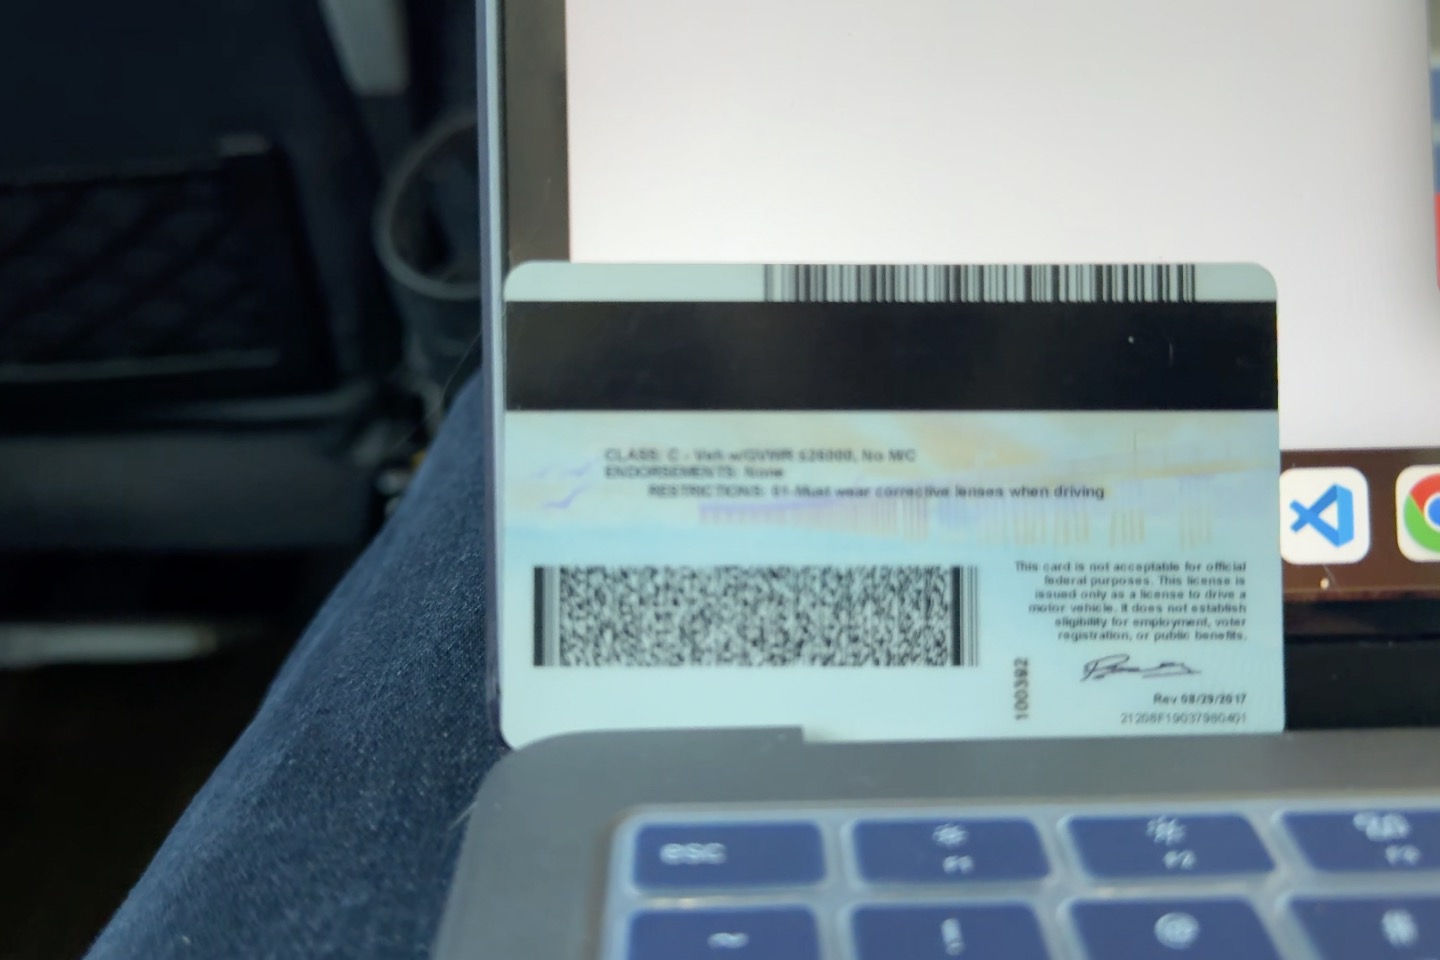 CLASS: C - Veh w/GVWR ≤26000, No M/C
ENDORSEMENTS: None
RESTRICTIONS: 01-Must wear corrective lenses when driving
This card is not acceptable for official
federal purposes. This license is
issued only as a license to drive a
motor vehicle. It does not establish
eligibility for employment, voter
registration, or public benefits.
100392
Rev 08/29/2017
esc
F1
F2
F3
~
!
@
#